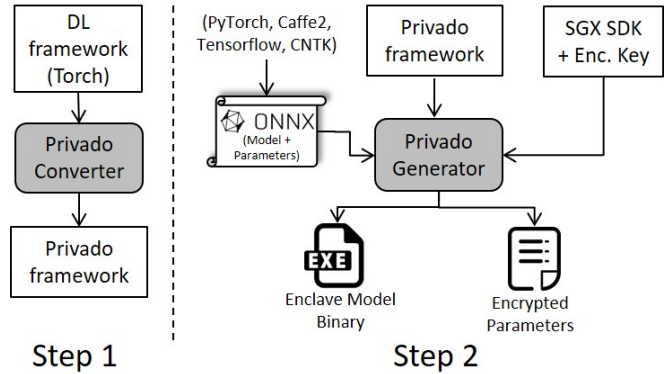 DL
framework
(Torch)
Privado
Converter
Privado
framework
Step 1
(PyTorch, Caffe2,
Tensorflow, CNTK)
ONNX
(Model +
Parameters)
Privado
framework
SGX SDK
+ Enc. Key
Privado
Generator
EXE
Enclave Model
Binary
Encrypted
Parameters
Step 2